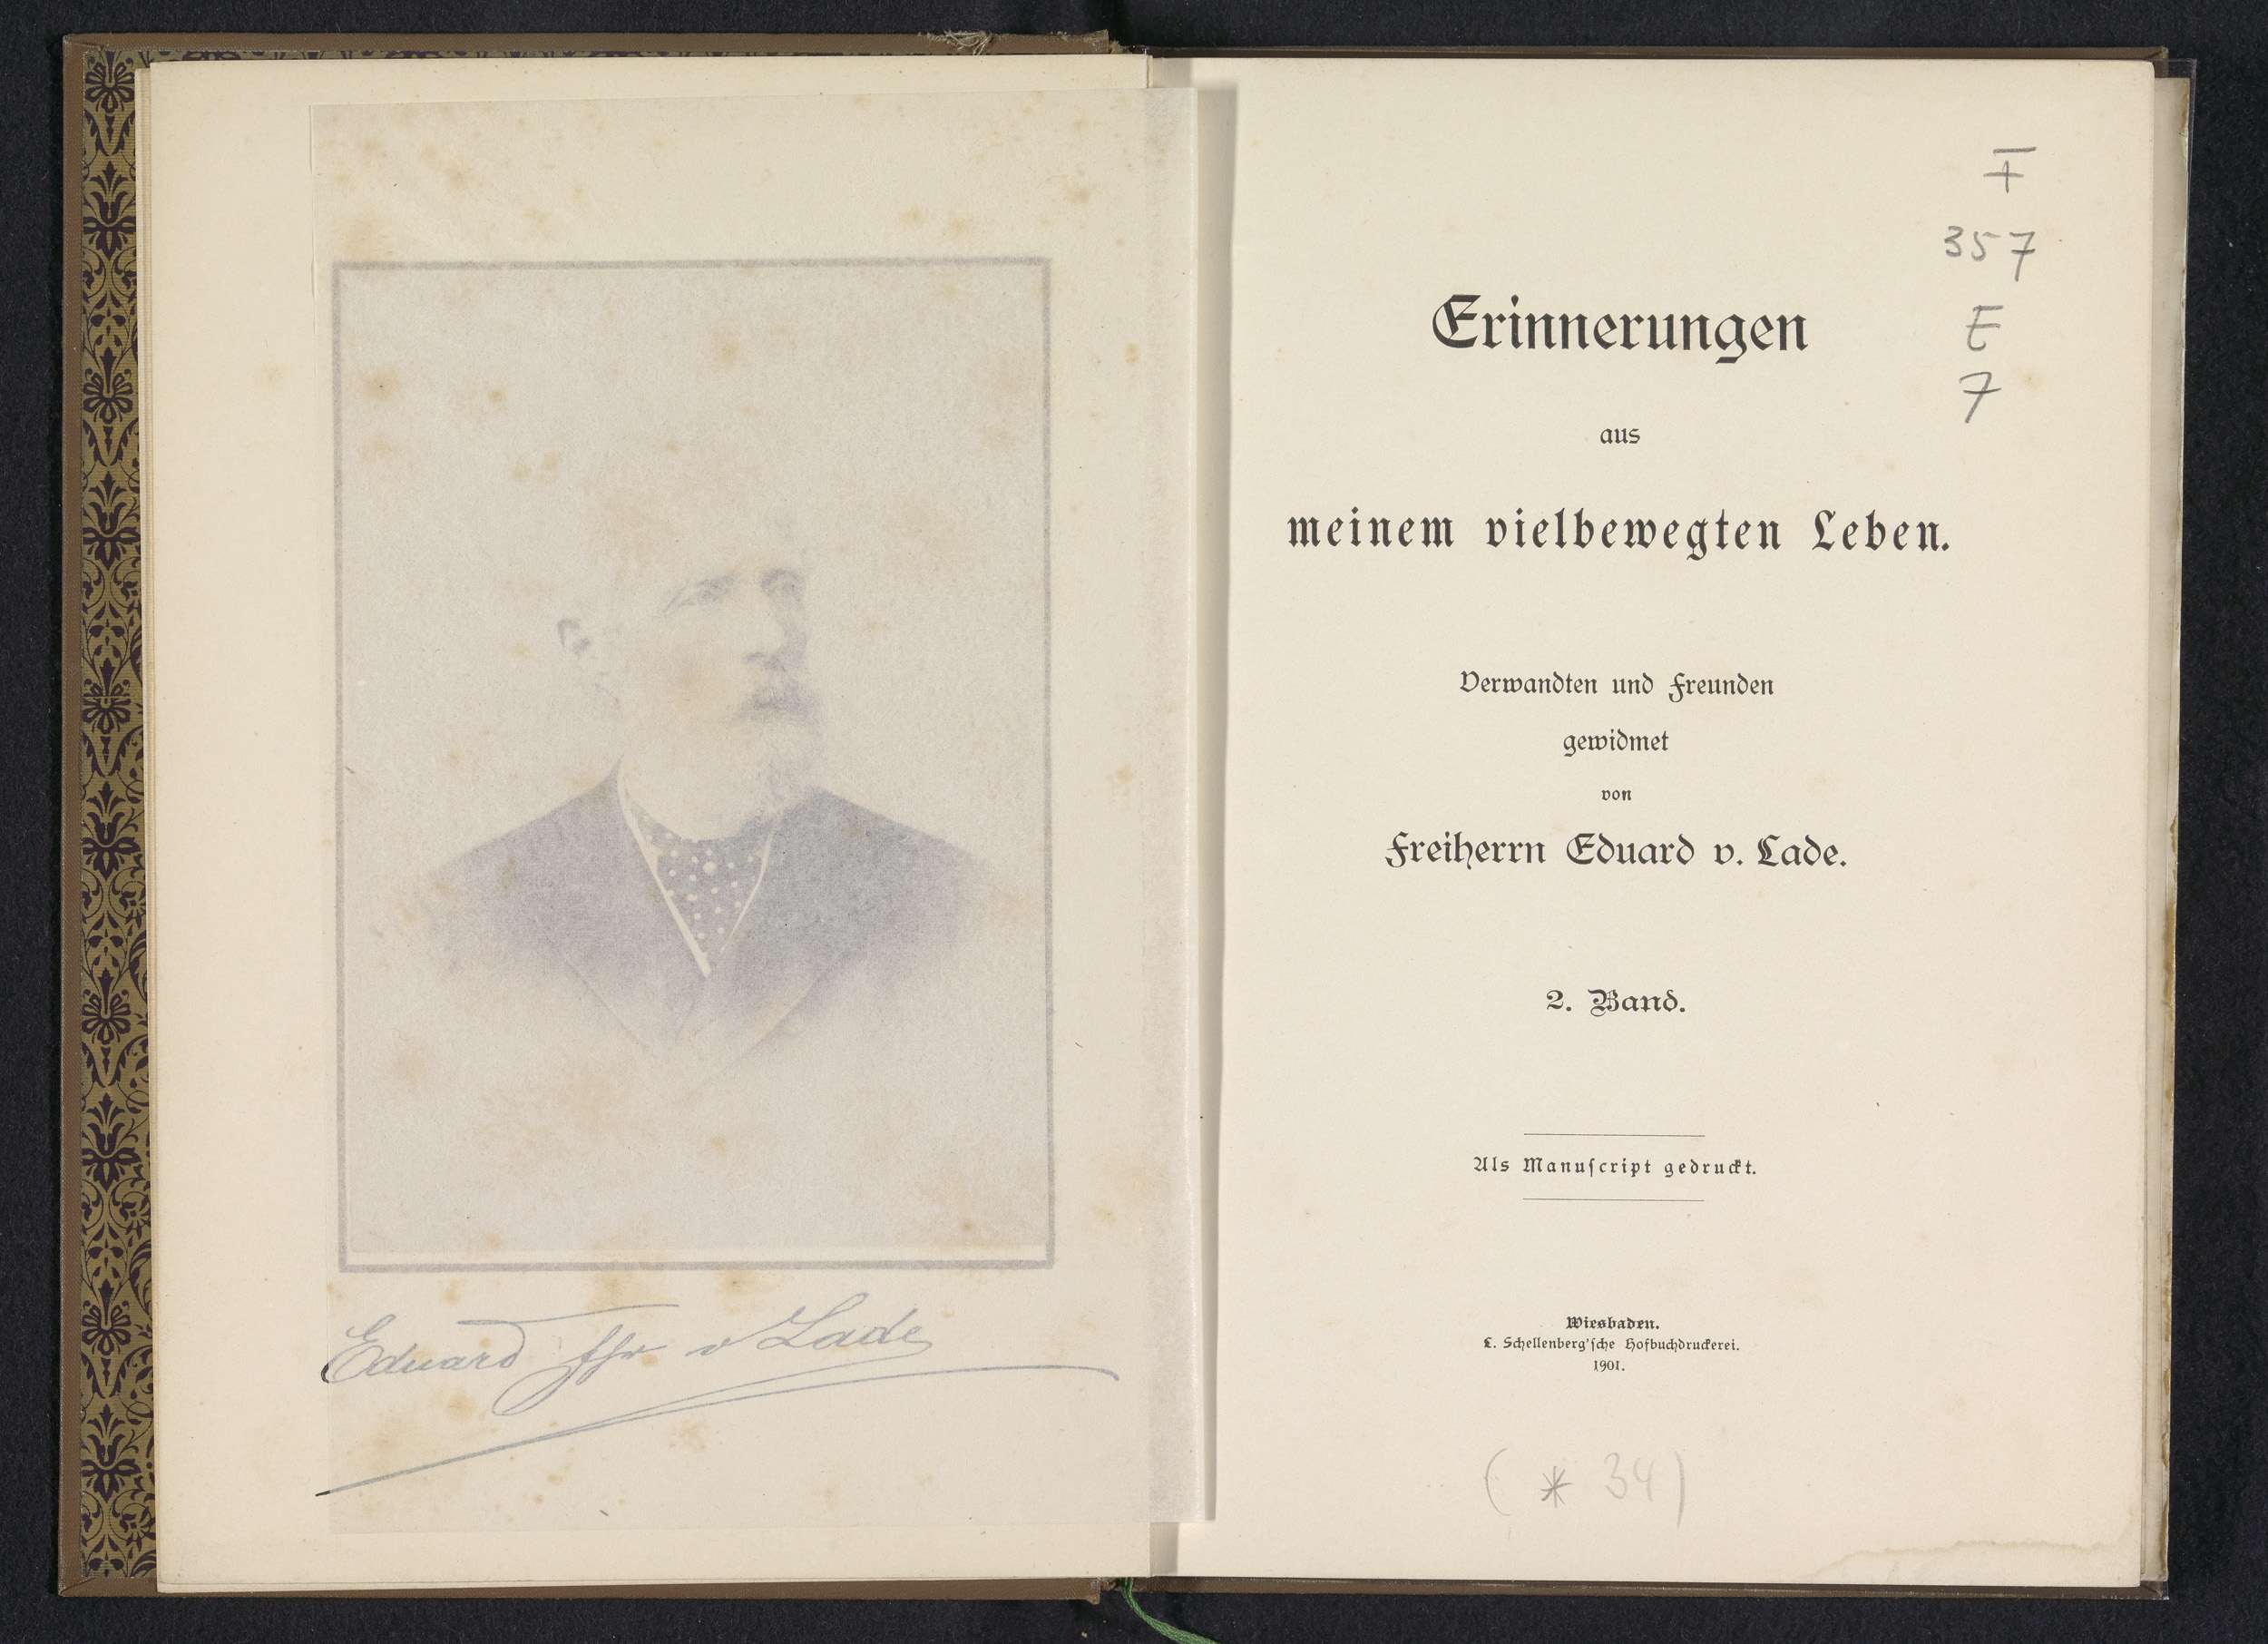 Eduard Fhr v Lade
F
357
E
7
Erinnerungen
aus
meinem vielbewegten Leben.
Verwandten und Freunden
gewidmet
von
Freiherrn Eduard v. Lade.
2. Band.
Als Manuſcript gedruckt.
Wiesbaden.
L. Schellenberg'ſche Hofbuchdruckerei.
1901.
( * 34)